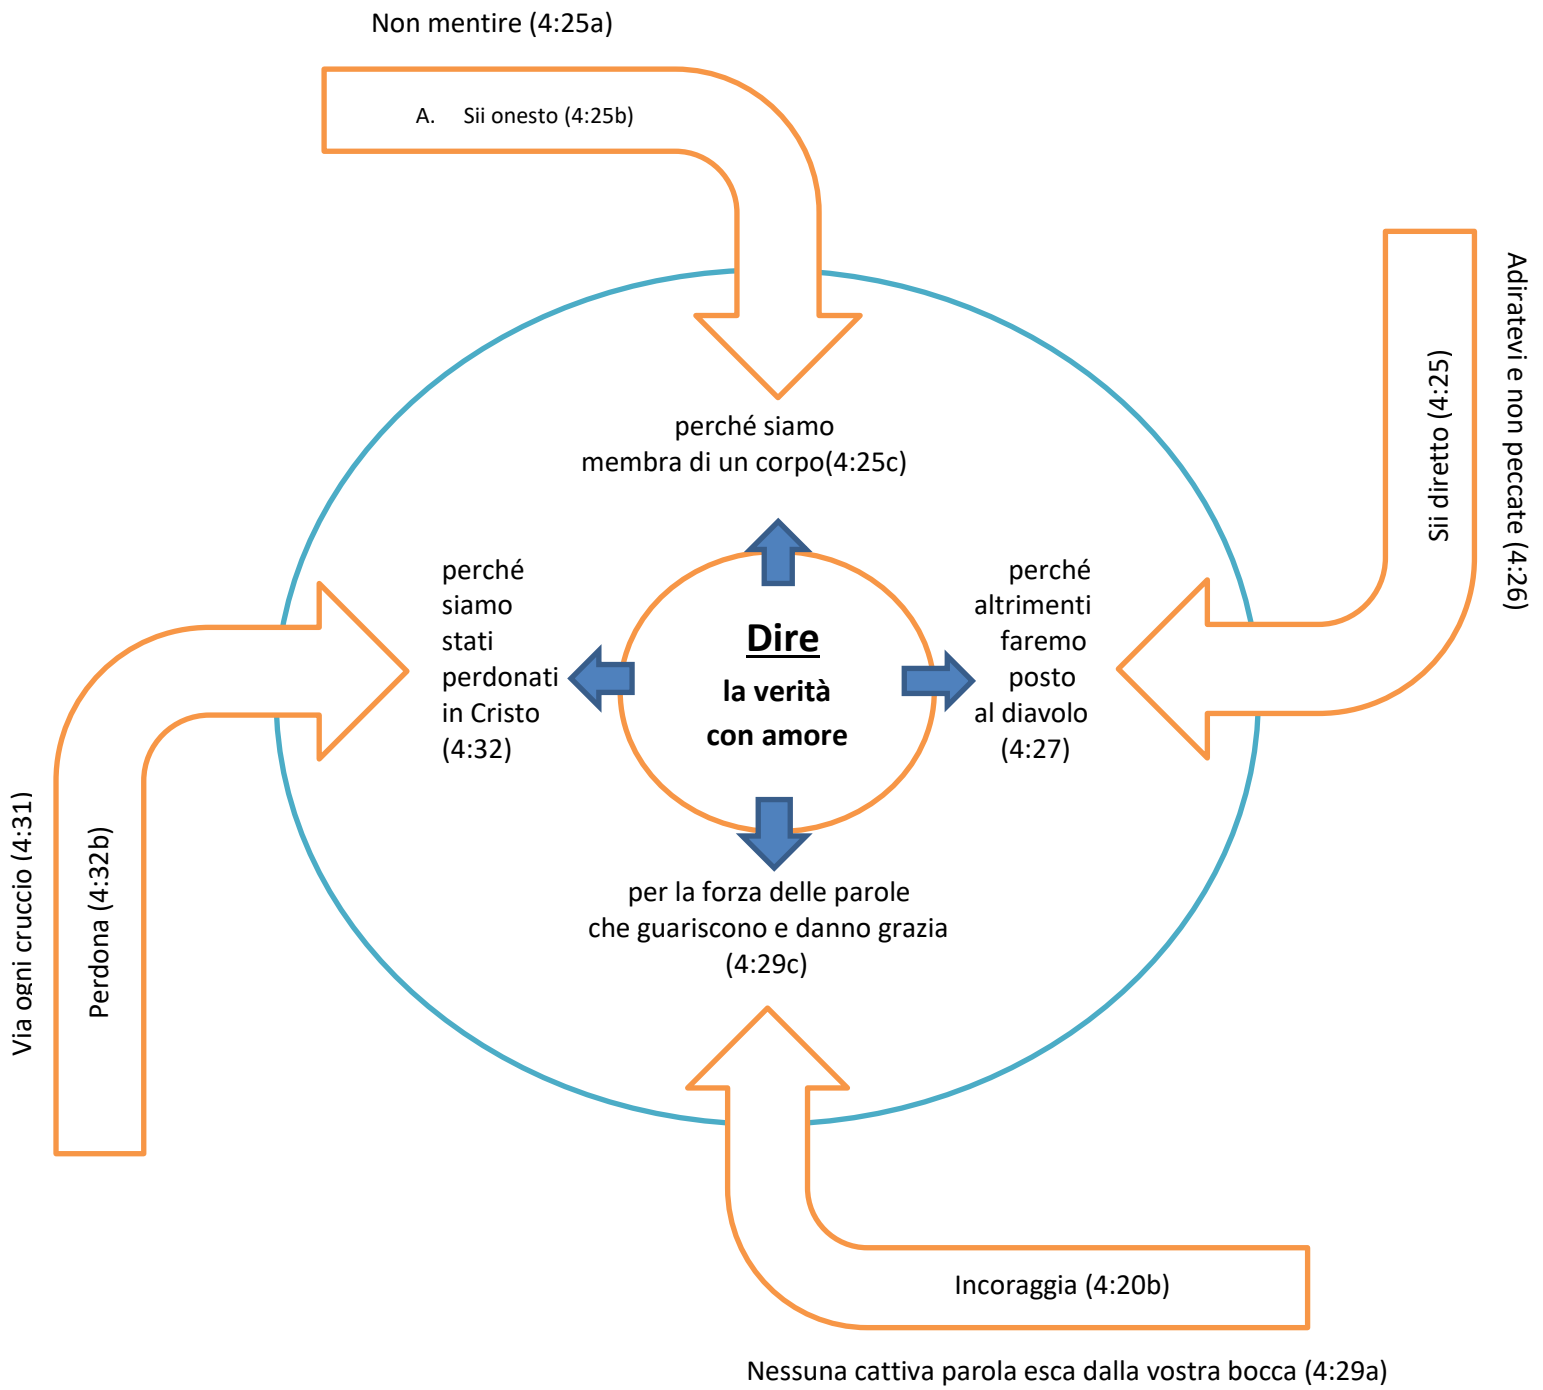 Non mentire (4:25a)
A. Sii onesto (4:25b)
perché siamo
membra di un corpo(4:25c)
Adiratevi e non peccate (4:26)
Sii diretto (4:25)
perché
altrimenti
faremo
posto
al diavolo
(4:27)
Dire
la verità
con amore
perché
siamo
stati
perdonati
in Cristo
(4:32)
Via ogni cruccio (4:31)
Perdona (4:32b)
per la forza delle parole
che guariscono e danno grazia
(4:29c)
Incoraggia (4:20b)
Nessuna cattiva parola esca dalla vostra bocca (4:29a)